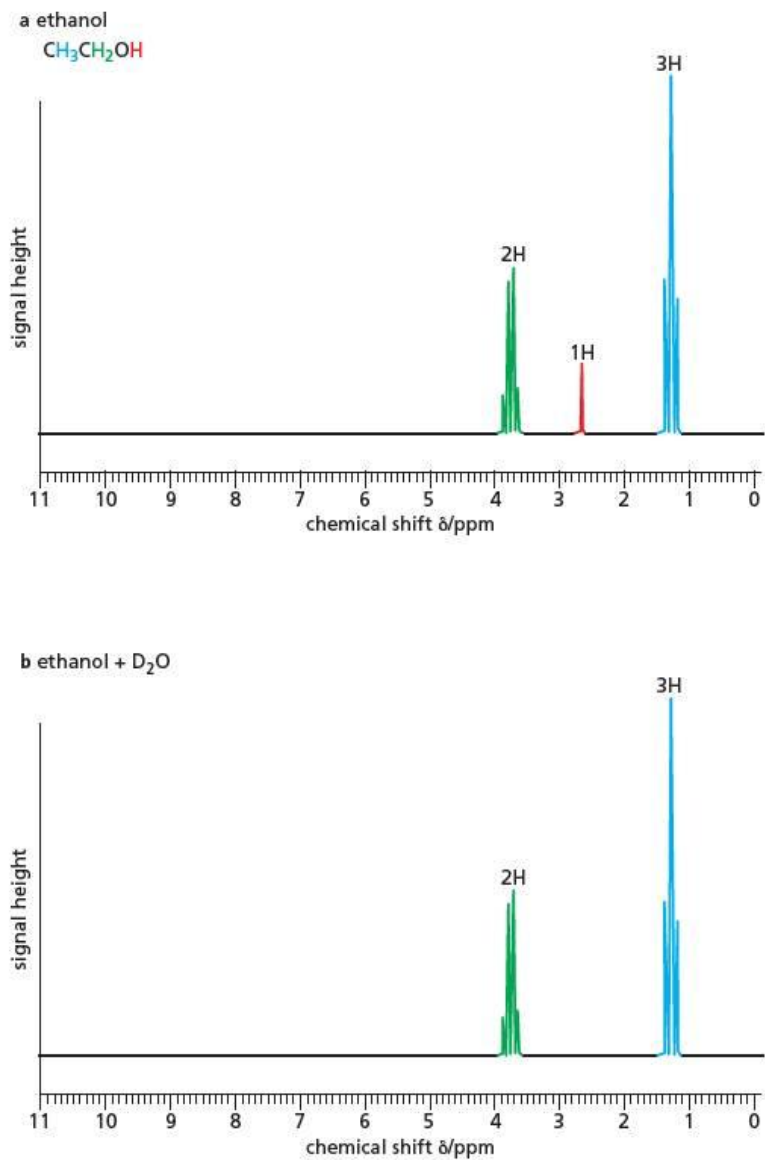 a ethanol
CH₃CH₂OH
3H
2H
1H
signal height
11 10 9 8 7 6 5 4 3 2 1 0
chemical shift δ/ppm
b ethanol + D₂O
3H
2H
signal height
11 10 9 8 7 6 5 4 3 2 1 0
chemical shift δ/ppm